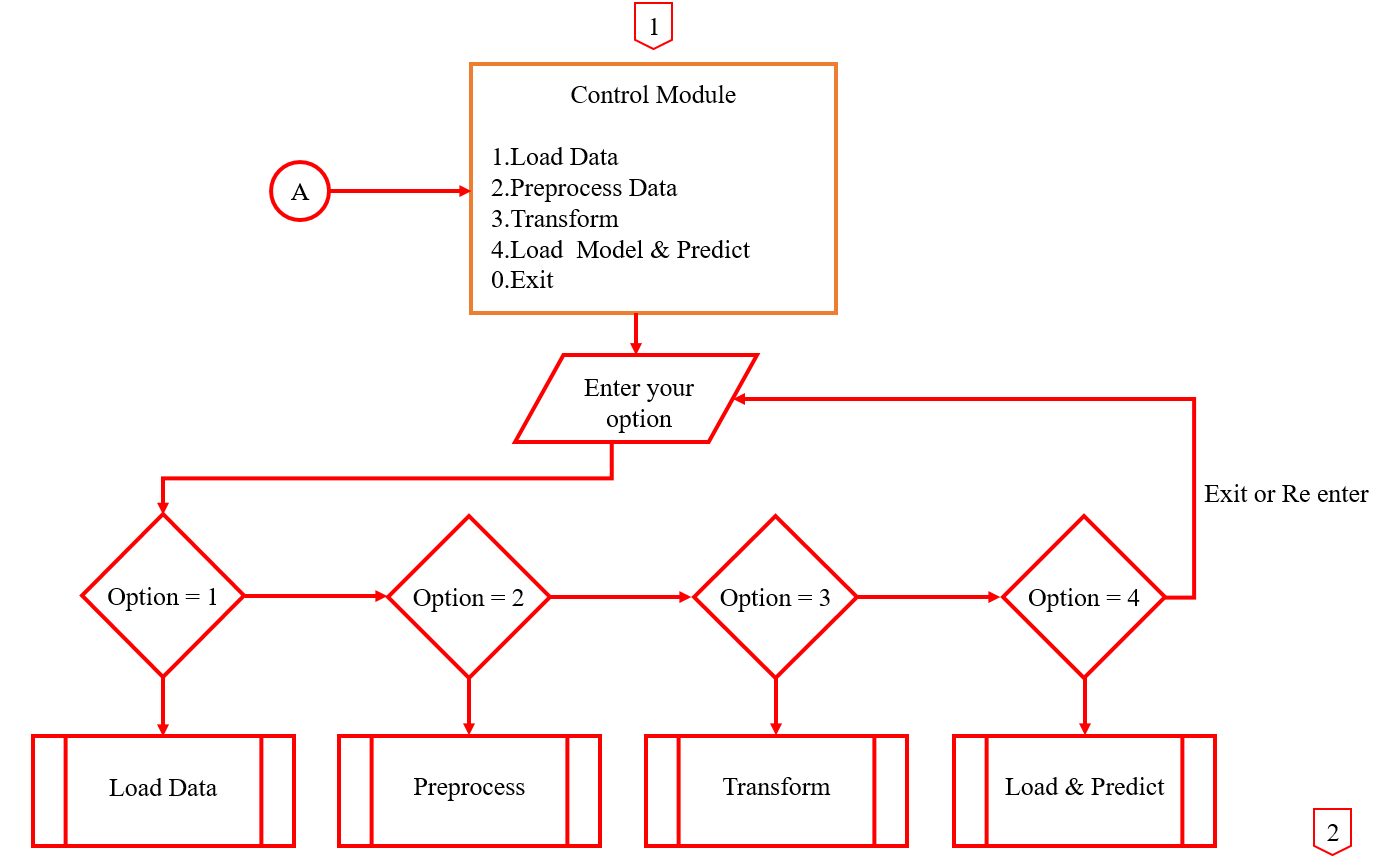 1
Control Module
1.Load Data
2.Preprocess Data
3.Transform
4.Load  Model & Predict
0.Exit
A
Enter your
option
Exit or Re enter
Option = 1
Option = 2
Option = 3
Option = 4
Load Data
Preprocess
Transform
Load & Predict
2